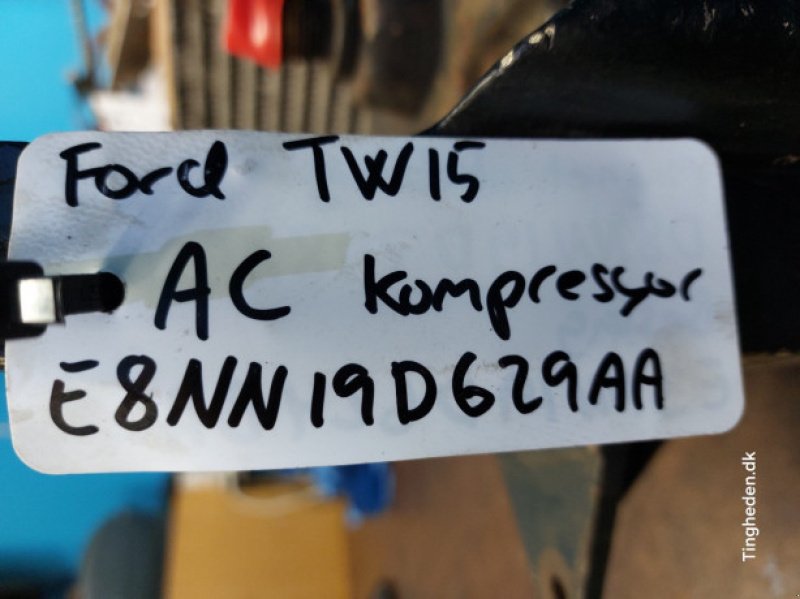 Ford TW15
AC kompressor
E8NN19D629AA
Tingheden.dk